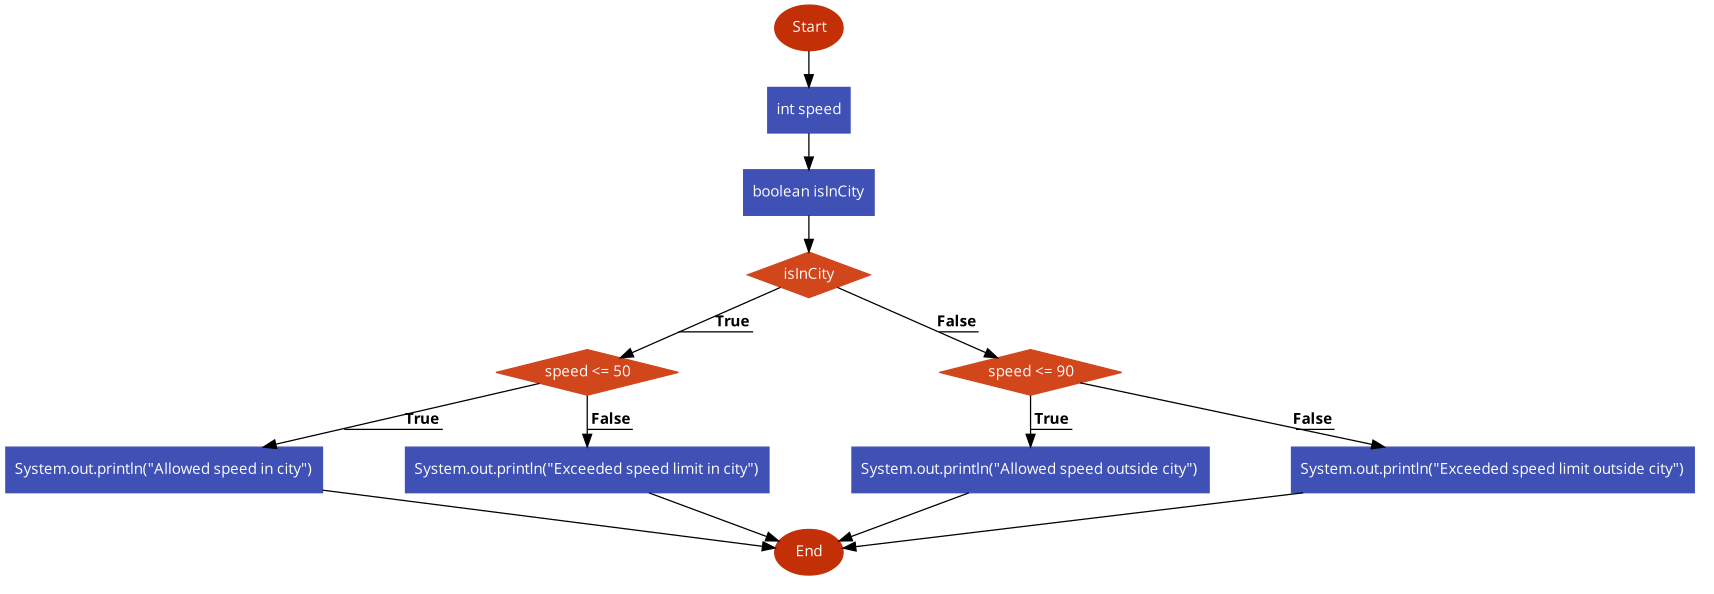 Start
int speed
boolean isInCity
isInCity
True
False
speed <= 50
speed <= 90
True
False
True
False
System.out.println("Allowed speed in city")
System.out.println("Exceeded speed limit in city")
System.out.println("Allowed speed outside city")
System.out.println("Exceeded speed limit outside city")
End